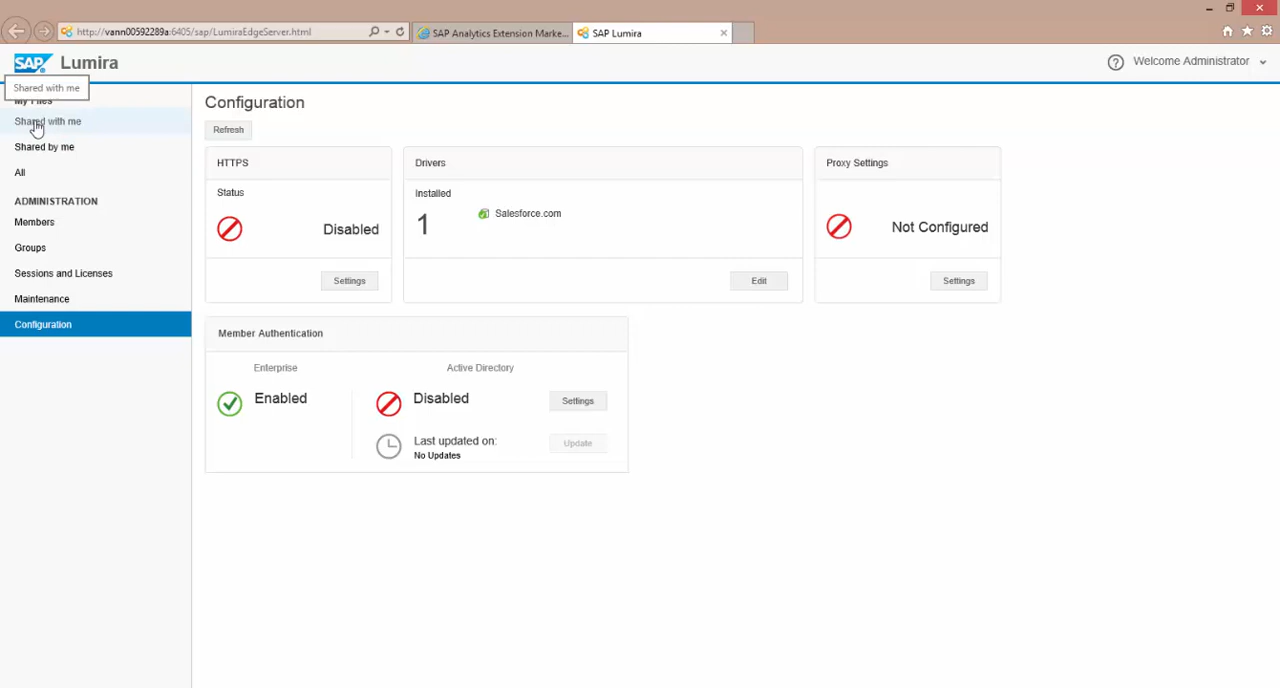 http://vann00592289a:6405/sap/LumiraEdgeServer.html
SAP Analytics Extension Marke...
SAP Lumira
SAP Lumira
Welcome Administrator
Shared with me
My Files
Shared with me
Shared by me
All
ADMINISTRATION
Members
Groups
Sessions and Licenses
Maintenance
Configuration
Configuration
Refresh
HTTPS
Status
Disabled
Settings
Drivers
Installed
1
Salesforce.com
Edit
Proxy Settings
Not Configured
Settings
Member Authentication
Enterprise
Enabled
Active Directory
Disabled
Settings
Last updated on:
No Updates
Update